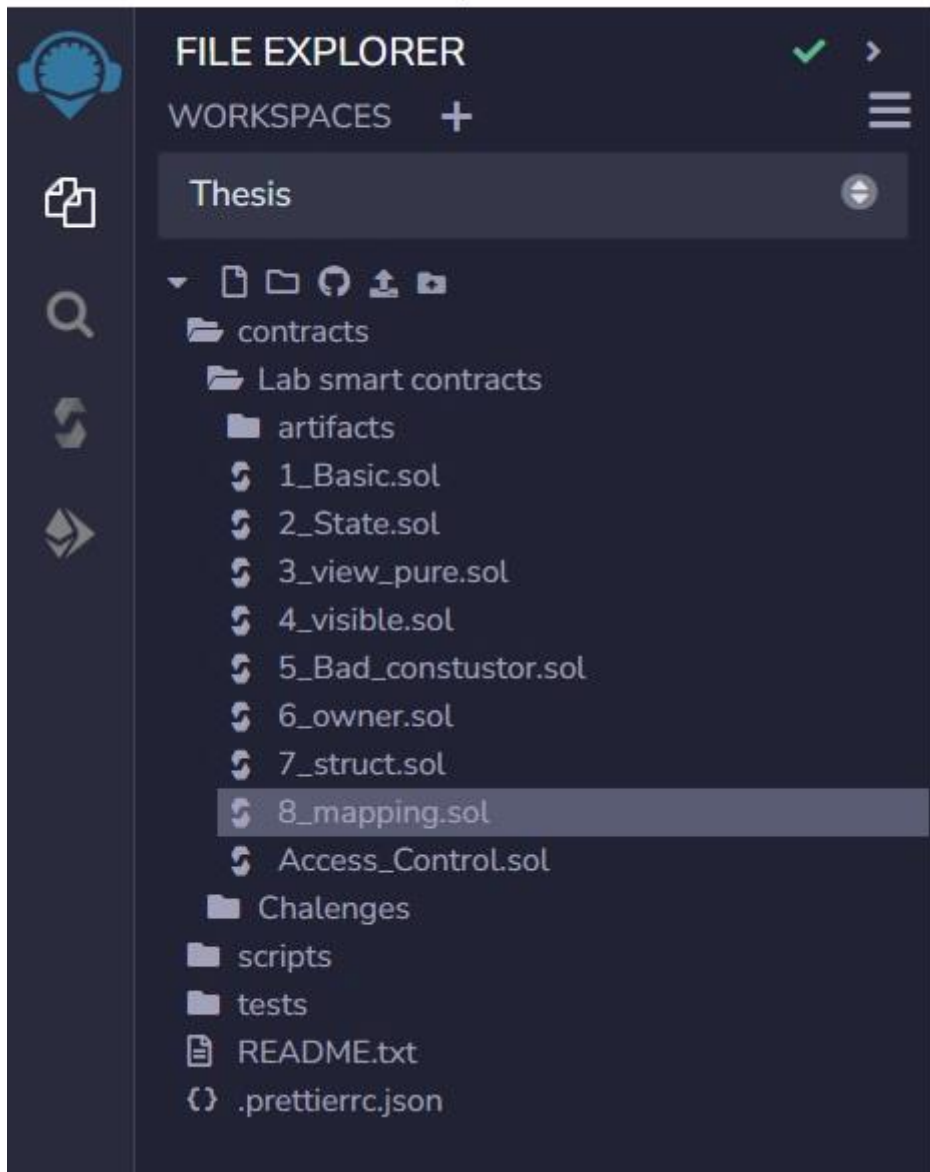 FILE EXPLORER
WORKSPACES
Thesis
contracts
Lab smart contracts
artifacts
1_Basic.sol
2_State.sol
3_view_pure.sol
4_visible.sol
5_Bad_constustor.sol
6_owner.sol
7_struct.sol
8_mapping.sol
Access_Control.sol
Chalenges
scripts
tests
README.txt
.prettierrc.json